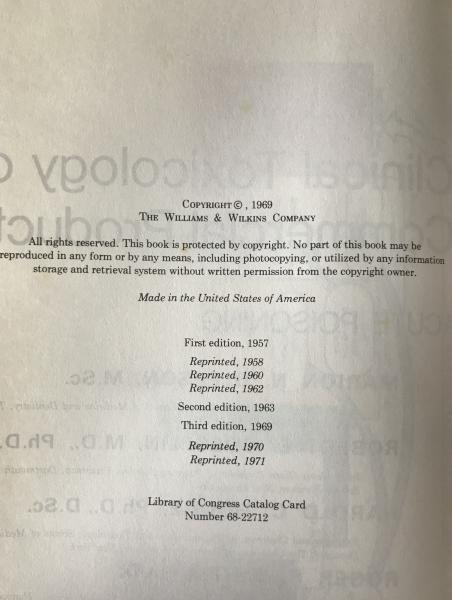 COPYRIGHT ©, 1969
THE WILLIAMS & WILKINS COMPANY
All rights reserved. This book is protected by copyright. No part of this book may be
reproduced in any form or by any means, including photocopying, or utilized by any information
storage and retrieval system without written permission from the copyright owner.
Made in the United States of America
First edition, 1957
Reprinted, 1958
Reprinted, 1960
Reprinted, 1962
Second edition, 1963
Third edition, 1969
Reprinted, 1970
Reprinted, 1971
Library of Congress Catalog Card
Number 68-22712